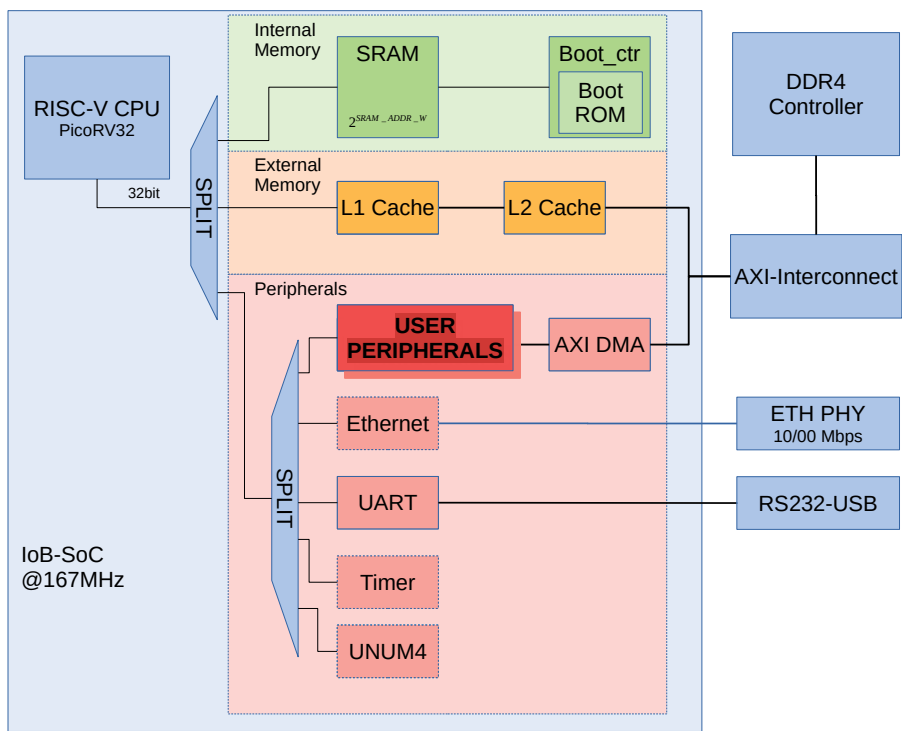 Internal
Memory
SRAM
2^SRAM_ADDR_W
Boot_ctr
Boot
ROM
RISC-V CPU
PicoRV32
32bit
SPLIT
External
Memory
L1 Cache
L2 Cache
DDR4
Controller
AXI-Interconnect
Peripherals
USER
PERIPHERALS
AXI DMA
SPLIT
Ethernet
ETH PHY
10/00 Mbps
UART
RS232-USB
Timer
UNUM4
IoB-SoC
@167MHz